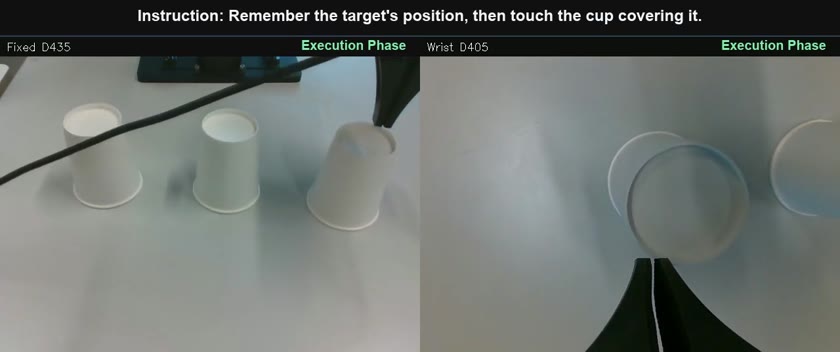 Instruction: Remember the target's position, then touch the cup covering it.
Fixed D435
Execution Phase
Wrist D405
Execution Phase